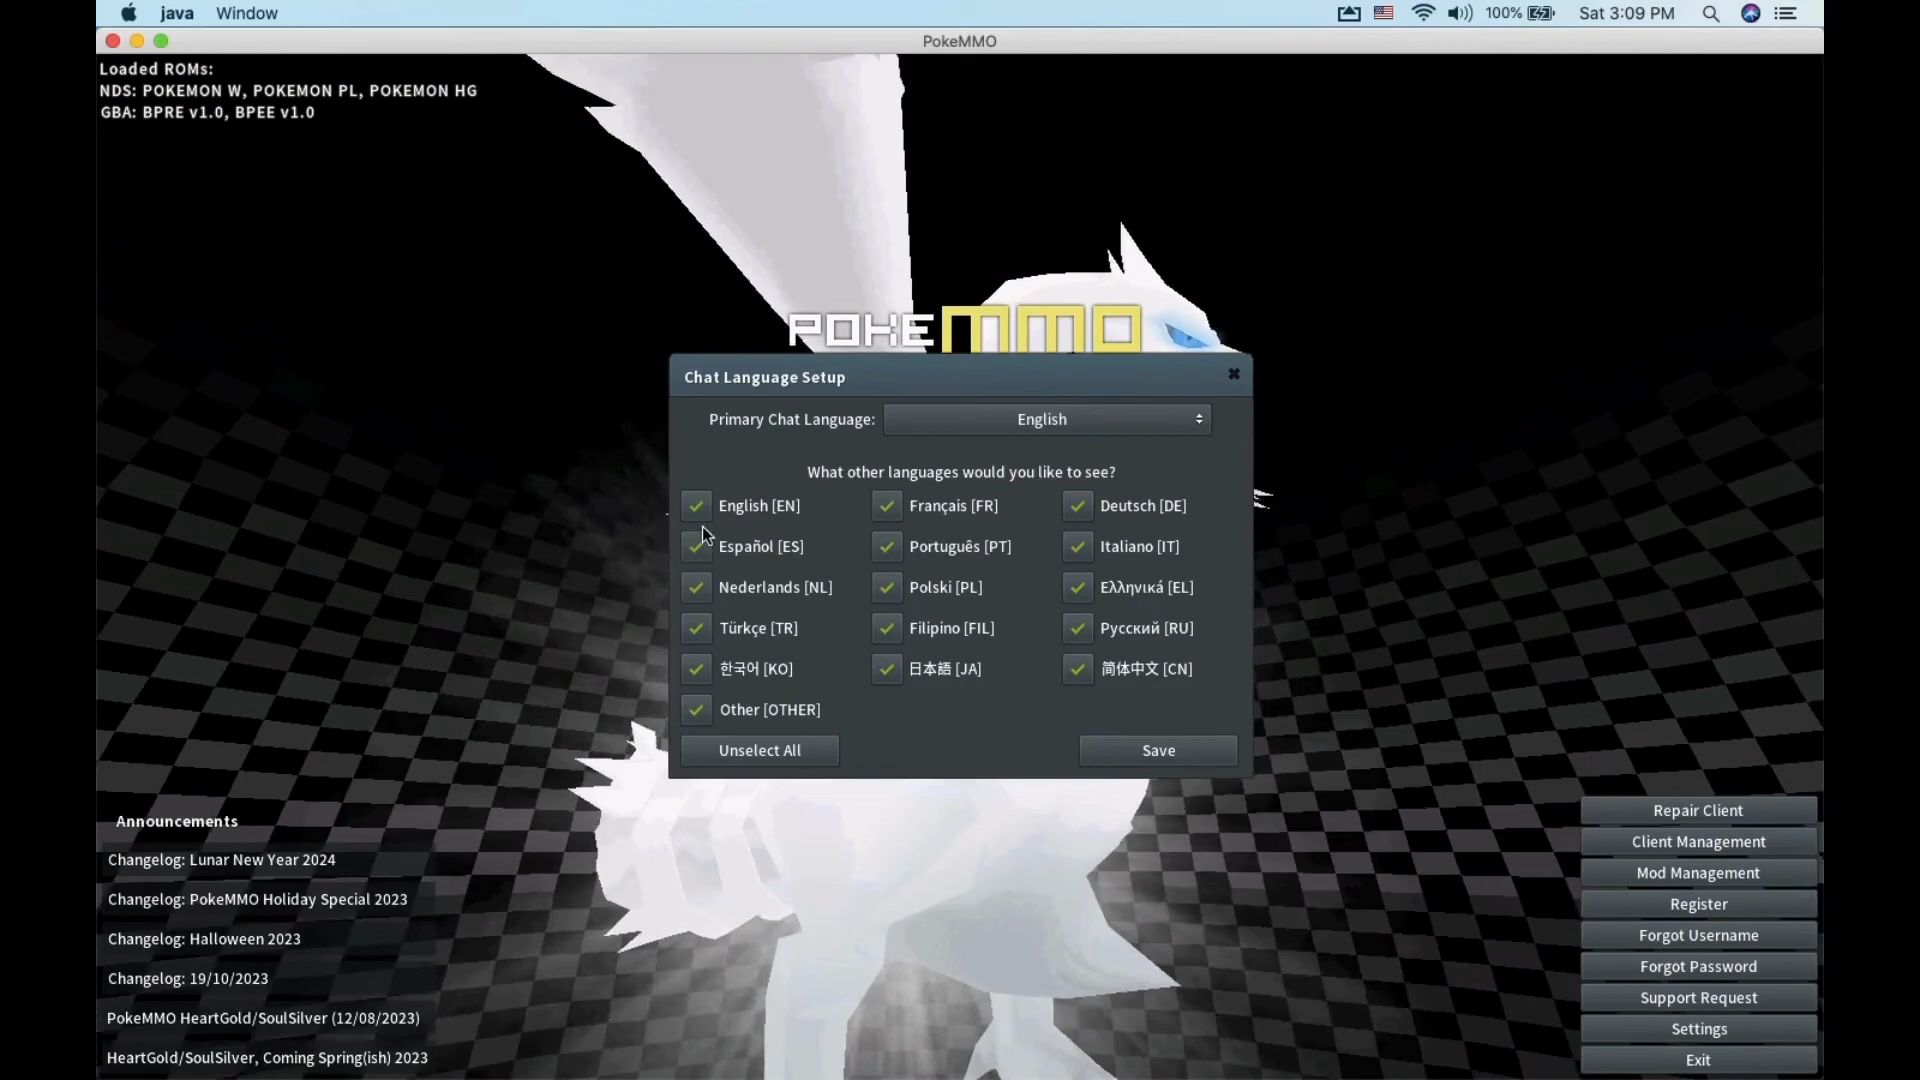 java Window 100% Sat 3:09 PM
PokeMMO
Loaded ROMs:
NDS: POKEMON W, POKEMON PL, POKEMON HG
GBA: BPRE v1.0, BPEE v1.0
POKEMMO
Chat Language Setup
Primary Chat Language: English
What other languages would you like to see?
English [EN] Français [FR] Deutsch [DE]
Español [ES] Português [PT] Italiano [IT]
Nederlands [NL] Polski [PL] Ελληνικά [EL]
Türkçe [TR] Filipino [FIL] Русский [RU]
한국어 [KO] 日本語 [JA] 简体中文 [CN]
Other [OTHER]
Unselect All Save
Announcements
Changelog: Lunar New Year 2024
Changelog: PokeMMO Holiday Special 2023
Changelog: Halloween 2023
Changelog: 19/10/2023
PokeMMO HeartGold/SoulSilver (12/08/2023)
HeartGold/SoulSilver, Coming Spring(ish) 2023
Repair Client
Client Management
Mod Management
Register
Forgot Username
Forgot Password
Support Request
Settings
Exit